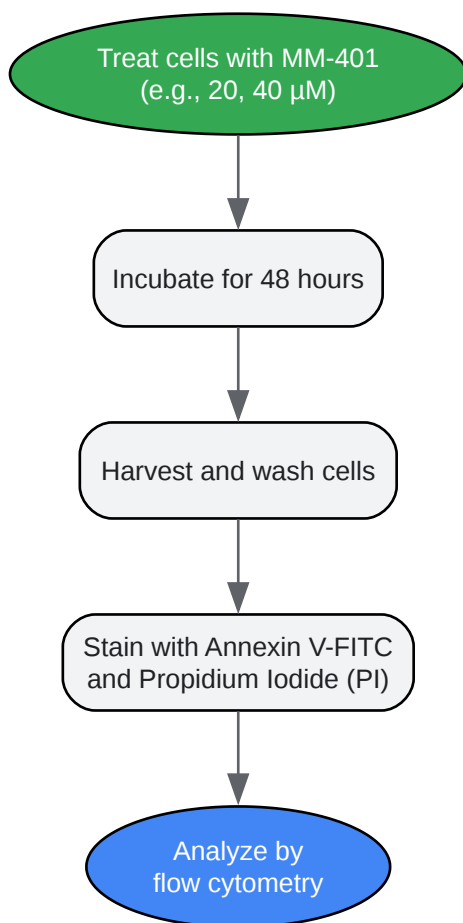 Treat cells with MM-401
(e.g., 20, 40 µM)
Incubate for 48 hours
Harvest and wash cells
Stain with Annexin V-FITC
and Propidium Iodide (PI)
Analyze by
flow cytometry